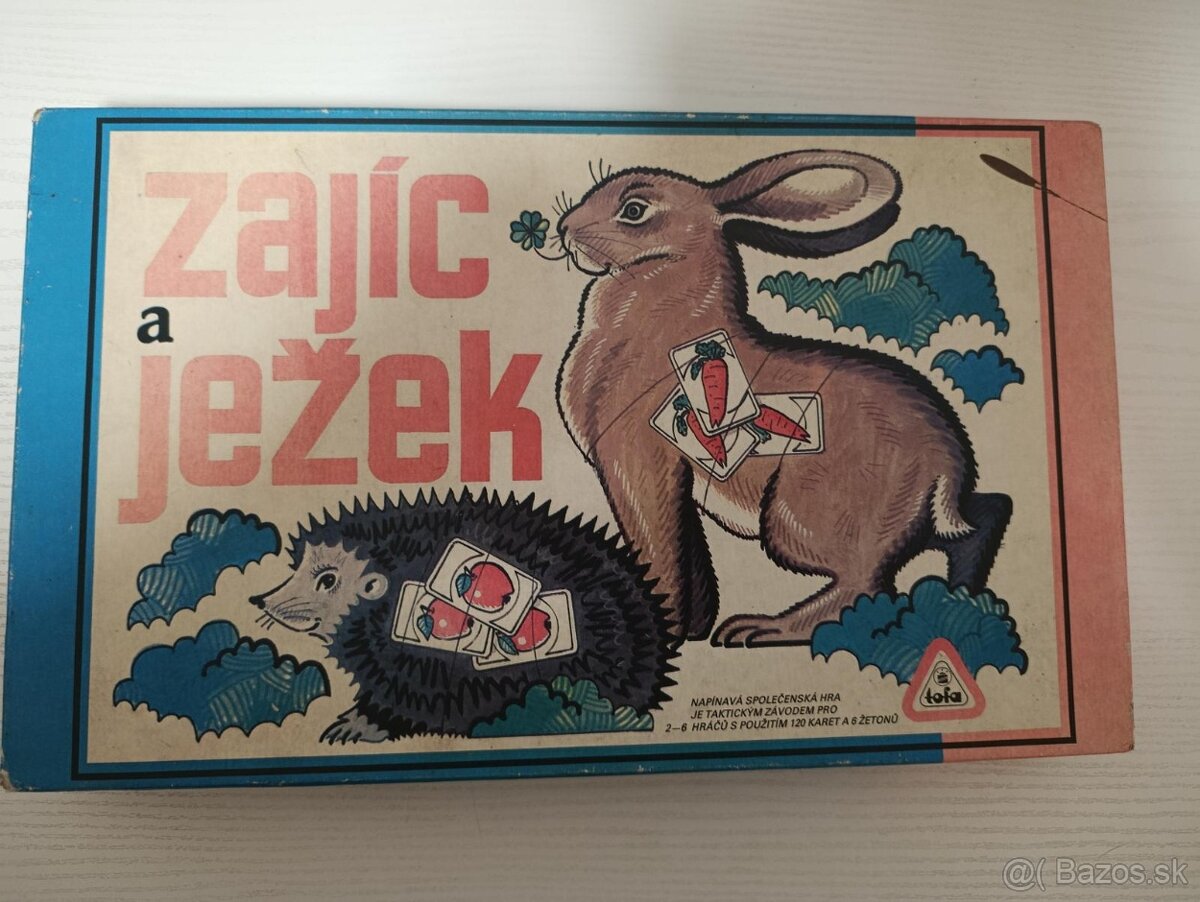 zajíc
a
ježek
NAPÍNAVÁ SPOLEČENSKÁ HRA
JE TAKTICKÝM ZÁVODEM PRO
2–6 HRÁČŮ S POUŽITÍM 120 KARET A 6 ŽETONŮ
tofa
@( Bazos.sk